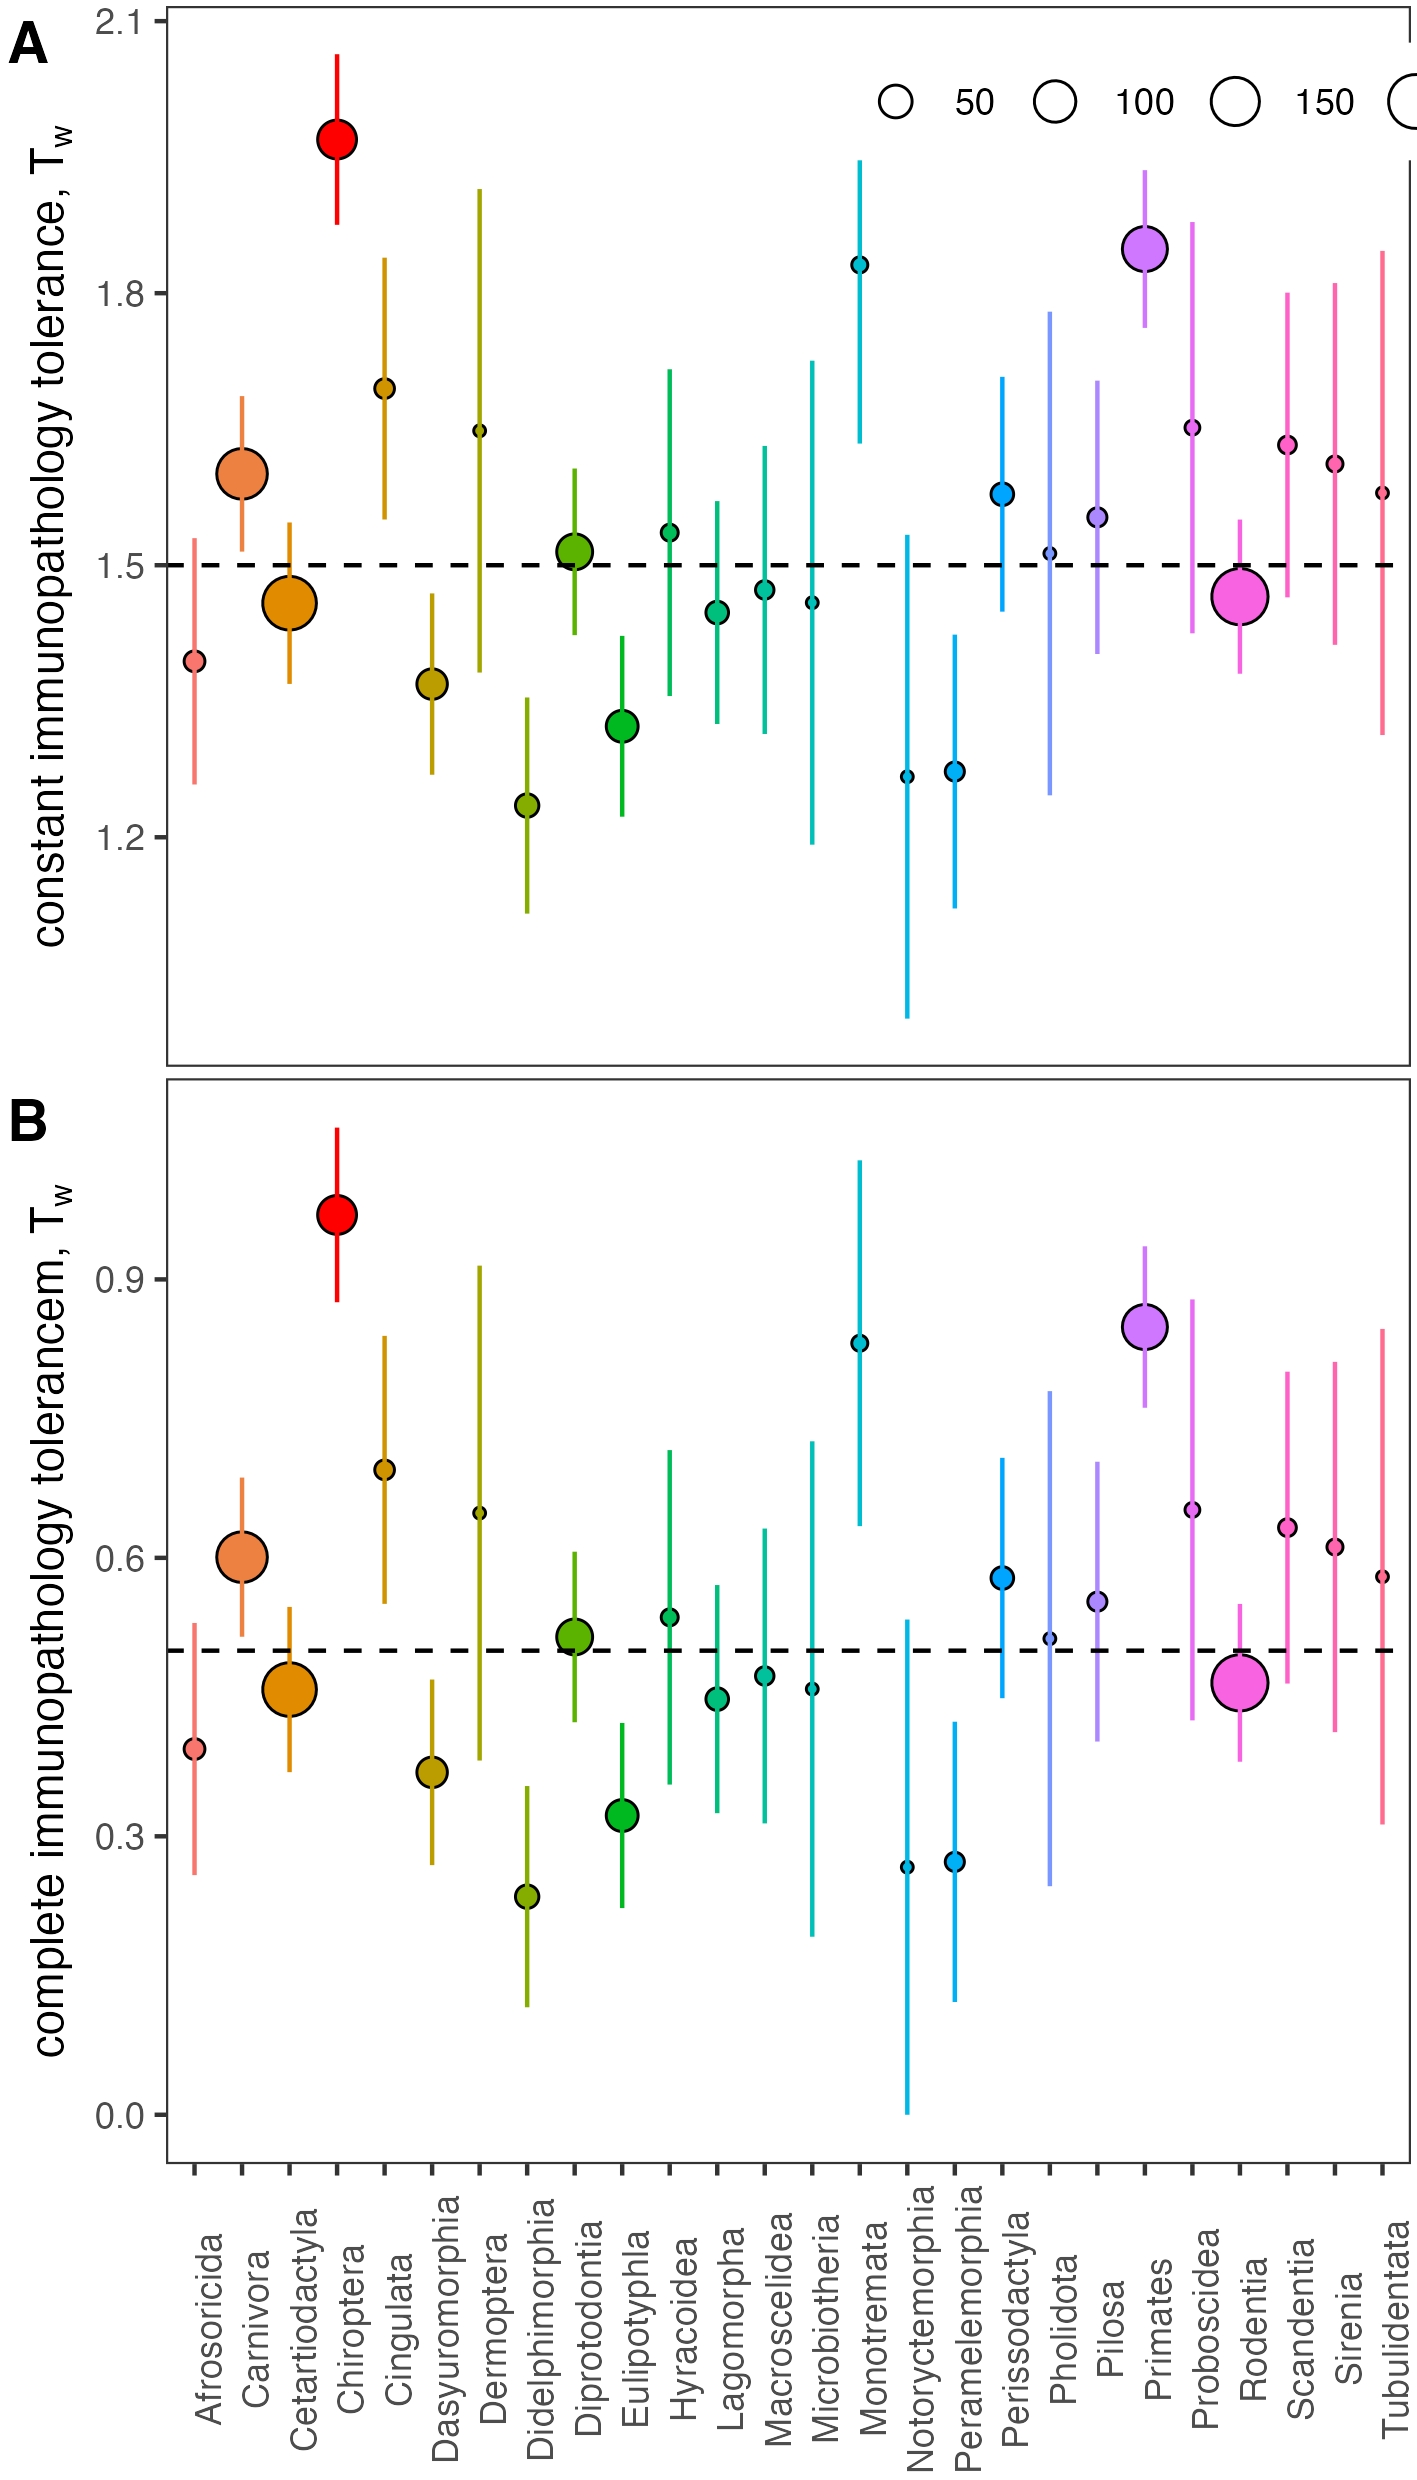 A
constant immunopathology tolerance, Tw
2.1
1.8
1.5
1.2
50 100 150
B
complete immunopathology tolerancem, Tw
0.9
0.6
0.3
0.0
Afrosoricida
Carnivora
Cetartiodactyla
Chiroptera
Cingulata
Dasyuromorphia
Dermoptera
Didelphimorphia
Diprotodontia
Eulipotyphla
Hyracoidea
Lagomorpha
Macroscelidea
Microbiotheria
Monotremata
Notoryctemorphia
Peramelemorphia
Perissodactyla
Pholidota
Pilosa
Primates
Proboscidea
Rodentia
Scandentia
Sirenia
Tubulidentata